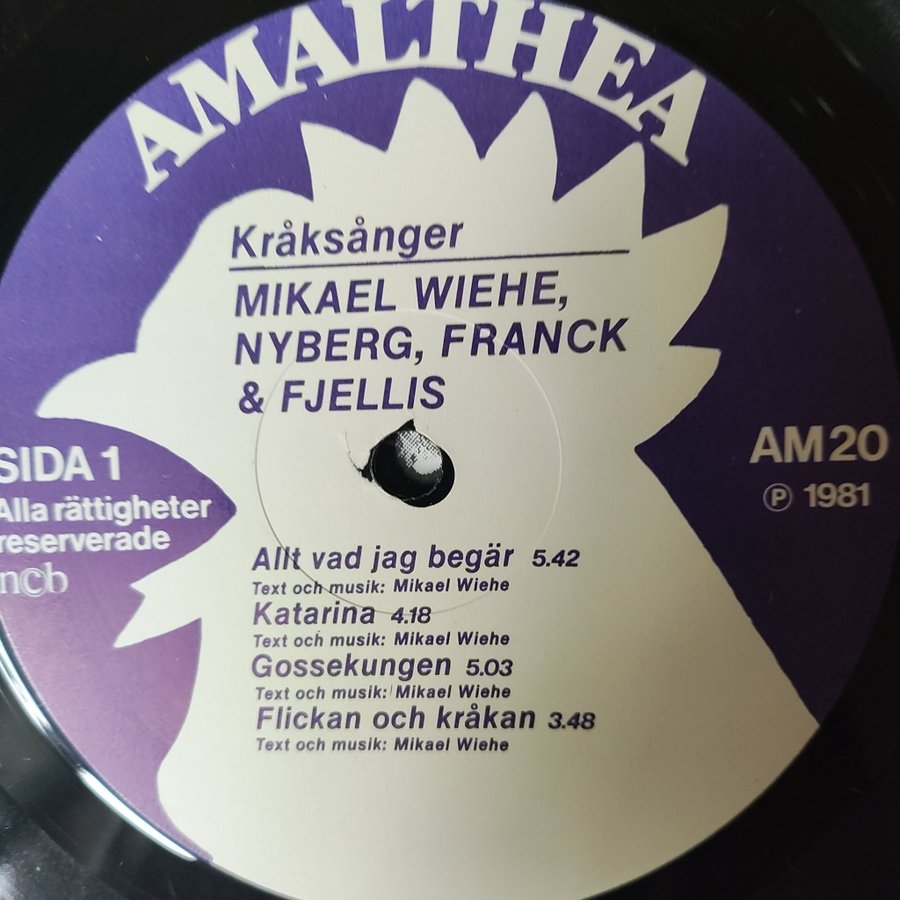 AMALTHEA
Kråksånger
MIKAEL WIEHE,
NYBERG, FRANCK
& FJELLIS
SIDA 1
Alla rättigheter
reserverade
n©b
AM 20
℗ 1981
Allt vad jag begär 5.42
Text och musik: Mikael Wiehe
Katarina 4.18
Text och musik: Mikael Wiehe
Gossekungen 5.03
Text och musik: Mikael Wiehe
Flickan och kråkan 3.48
Text och musik: Mikael Wiehe